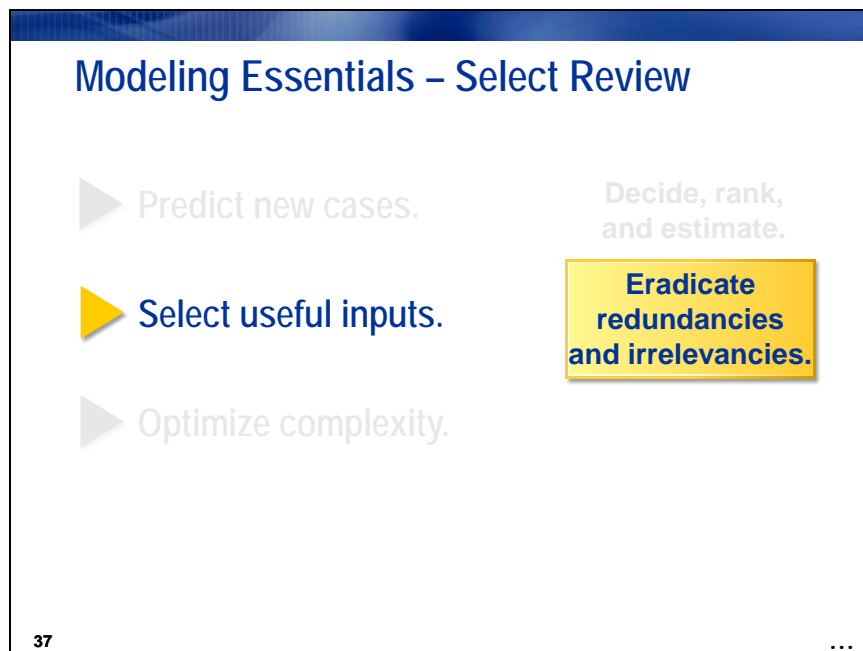 Modeling Essentials – Select Review
Predict new cases.
Decide, rank,
and estimate.
Select useful inputs.
Eradicate
redundancies
and irrelevancies.
Optimize complexity.
37
...